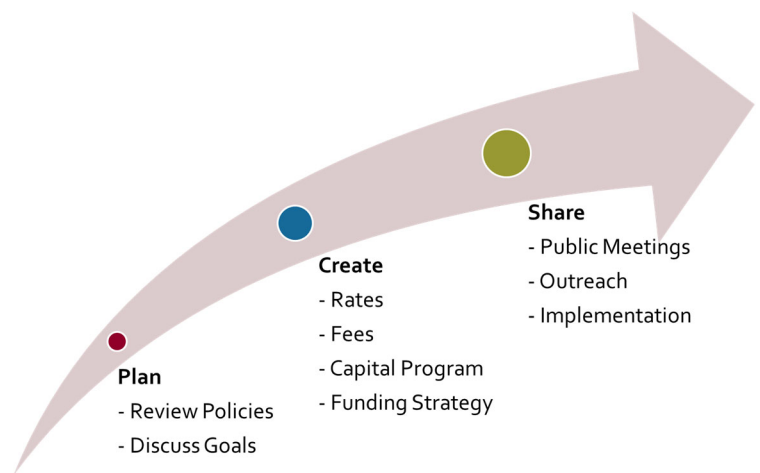 Plan
- Review Policies
- Discuss Goals
Create
- Rates
- Fees
- Capital Program
- Funding Strategy
Share
- Public Meetings
- Outreach
- Implementation